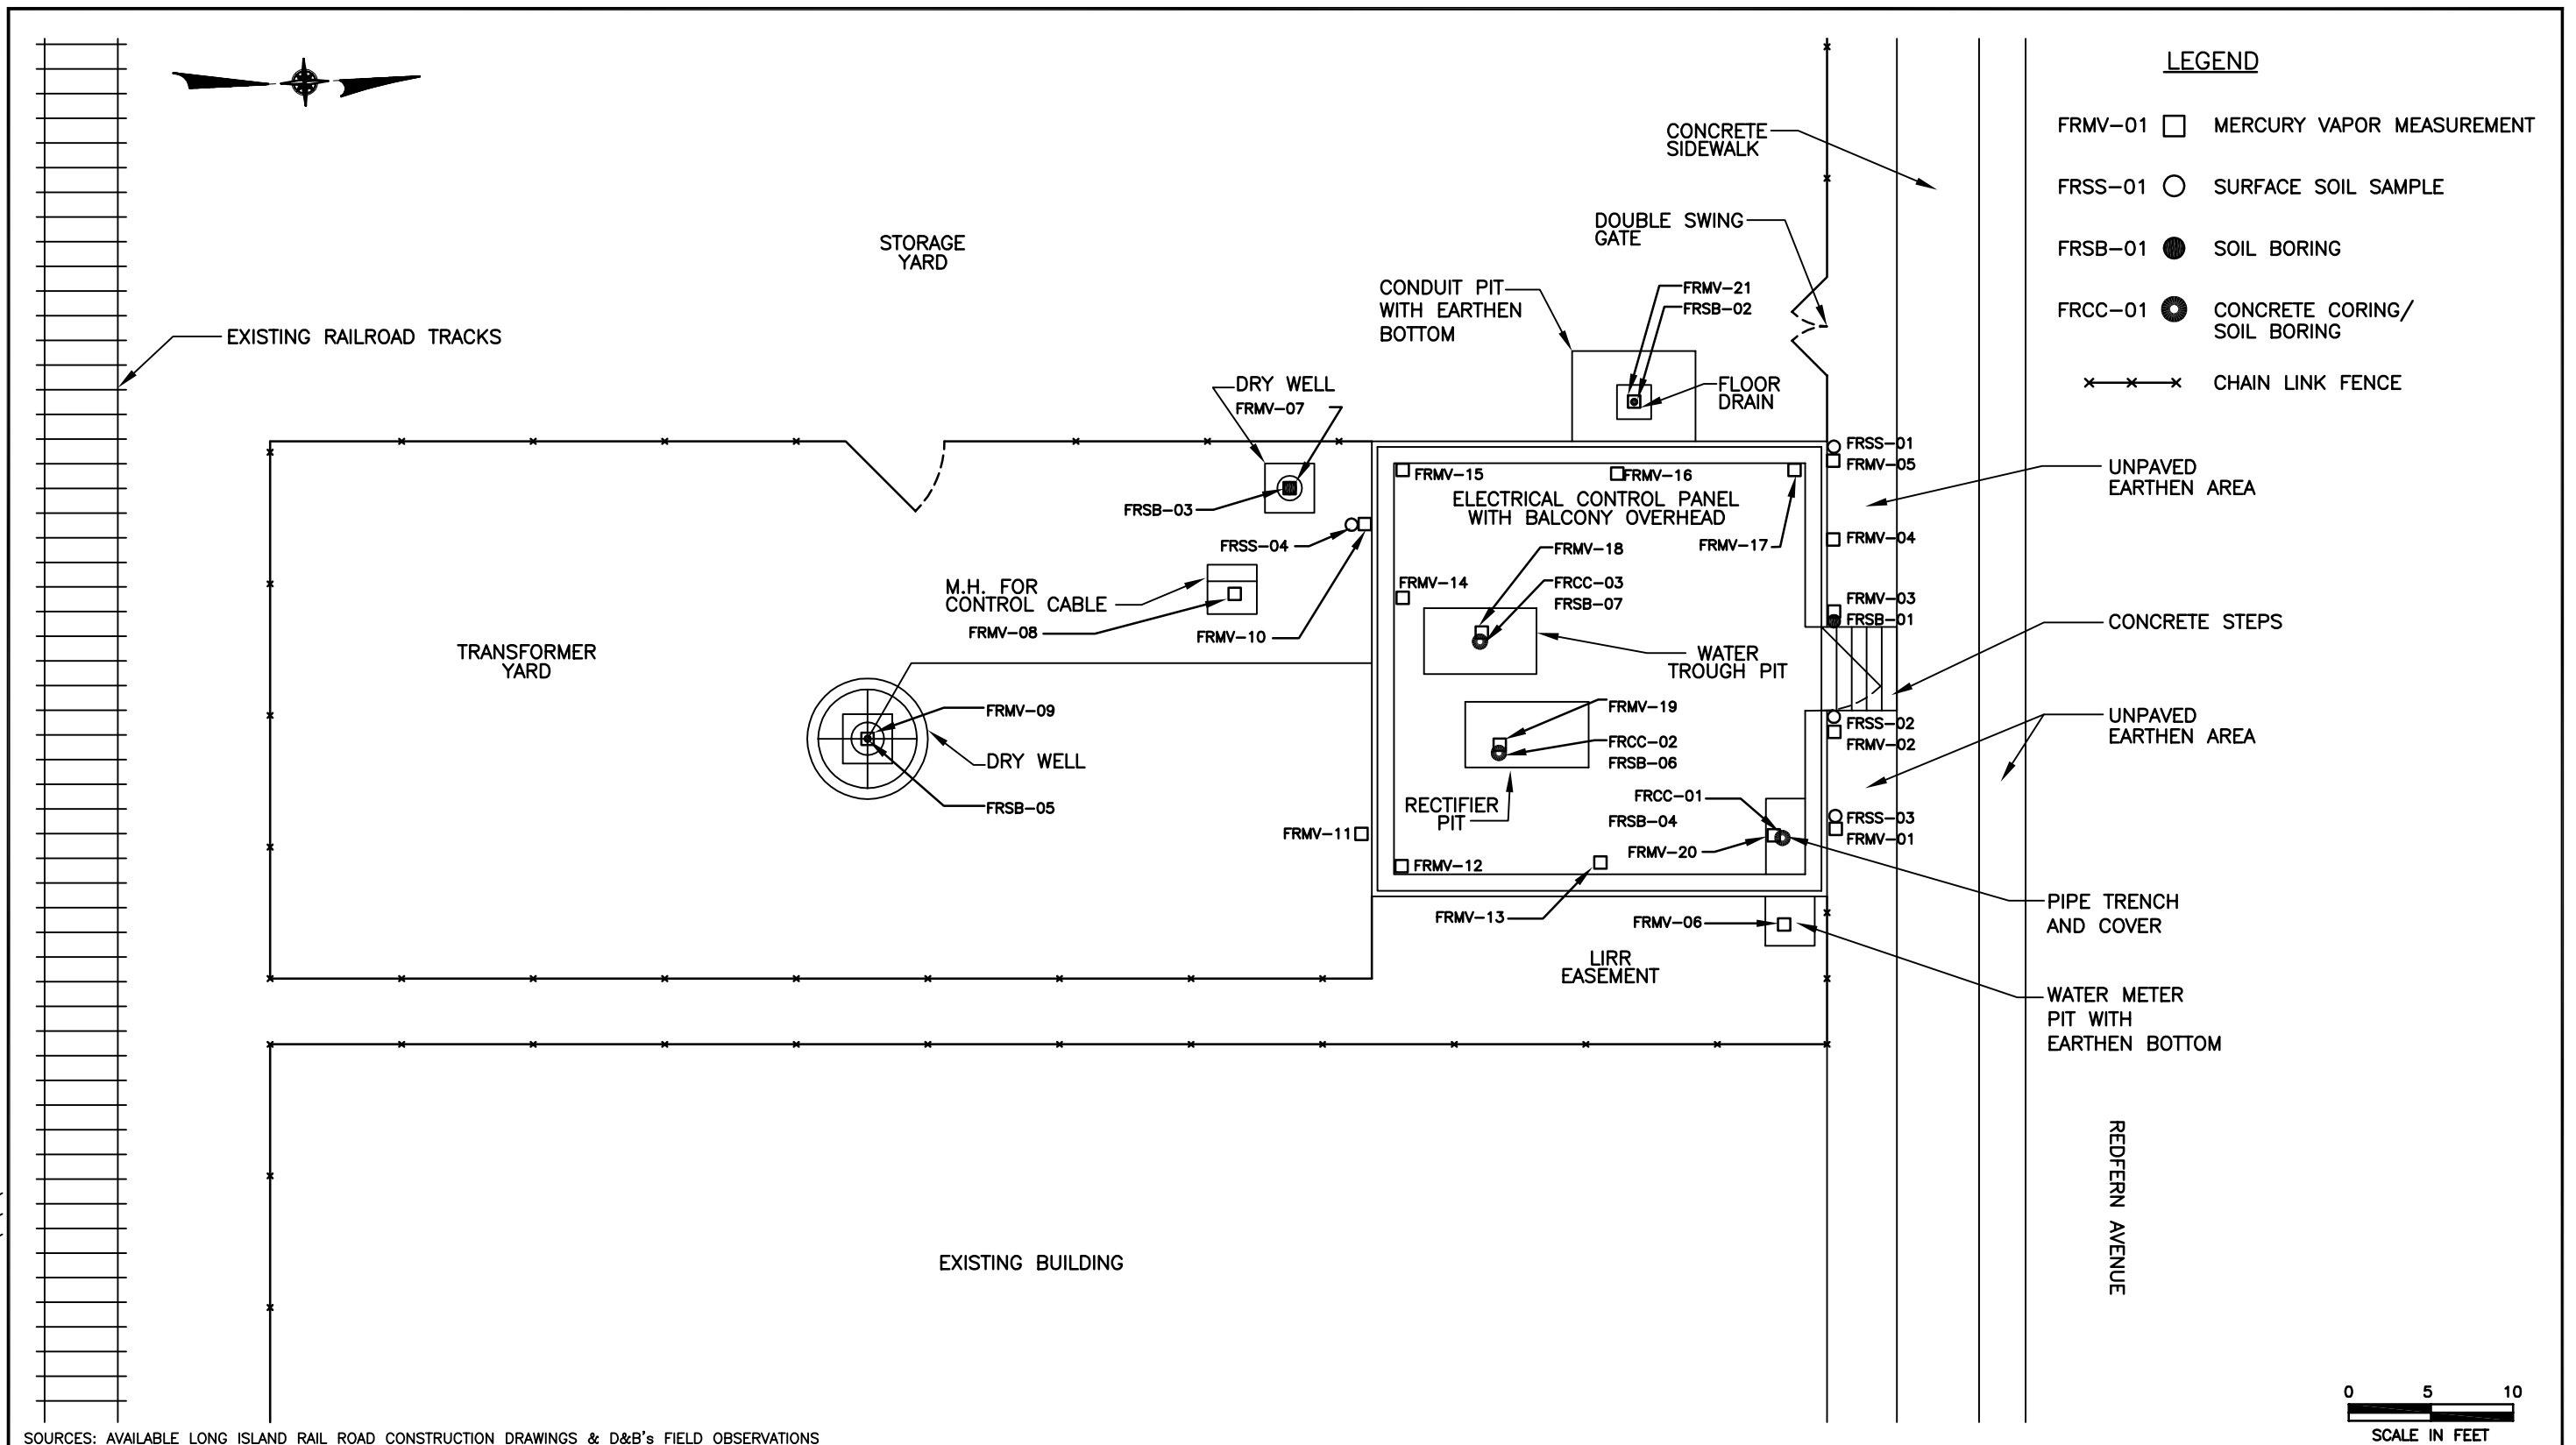 LEGEND
FRMV-01 MERCURY VAPOR MEASUREMENT
FRSS-01 SURFACE SOIL SAMPLE
FRSB-01 SOIL BORING
FRCC-01 CONCRETE CORING/
SOIL BORING
CHAIN LINK FENCE
CONCRETE
SIDEWALK
DOUBLE SWING
GATE
STORAGE
YARD
CONDUIT PIT
WITH EARTHEN
BOTTOM
FRMV-21
FRSB-02
EXISTING RAILROAD TRACKS
DRY WELL
FRMV-07
FLOOR
DRAIN
FRSS-01
FRMV-05
UNPAVED
EARTHEN AREA
FRMV-15
FRMV-16
ELECTRICAL CONTROL PANEL
WITH BALCONY OVERHEAD
FRSB-03
FRSS-04
FRMV-17
FRMV-04
FRMV-18
M.H. FOR
CONTROL CABLE
FRMV-14
FRCC-03
FRSB-07
FRMV-03
FRSB-01
CONCRETE STEPS
FRMV-08
FRMV-10
TRANSFORMER
YARD
WATER
TROUGH PIT
FRMV-09
FRMV-19
FRSS-02
FRMV-02
UNPAVED
EARTHEN AREA
DRY WELL
FRCC-02
FRSB-06
FRSB-05
RECTIFIER
PIT
FRCC-01
FRSB-04
FRMV-20
FRSS-03
FRMV-01
FRMV-11
FRMV-12
FRMV-13
FRMV-06
PIPE TRENCH
AND COVER
LIRR
EASEMENT
WATER METER
PIT WITH
EARTHEN BOTTOM
REDFERN AVENUE
EXISTING BUILDING
0 5 10
SCALE IN FEET
SOURCES: AVAILABLE LONG ISLAND RAIL ROAD CONSTRUCTION DRAWINGS & D&B's FIELD OBSERVATIONS